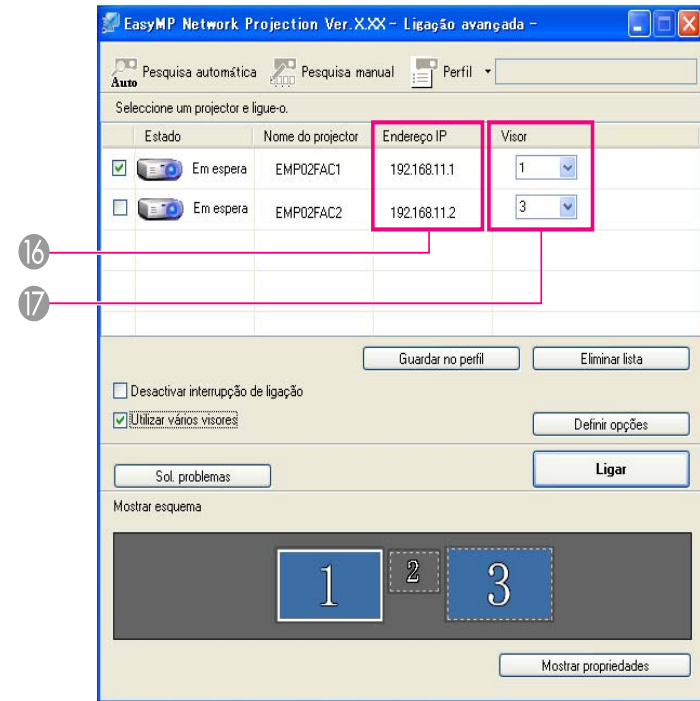 EasyMP Network Projection Ver.X.XX - Ligação avançada -
Auto Pesquisa automática Pesquisa manual Perfil
Seleccione um projector e ligue-o.
Estado Nome do projector Endereço IP Visor
Em espera EMP02FAC1 192.168.11.1 1
Em espera EMP02FAC2 192.168.11.2 3
16
17
Guardar no perfil Eliminar lista
Desactivar interrupção de ligação
Utilizar vários visores Definir opções
Sol. problemas Ligar
Mostrar esquema
1 2 3
Mostrar propriedades